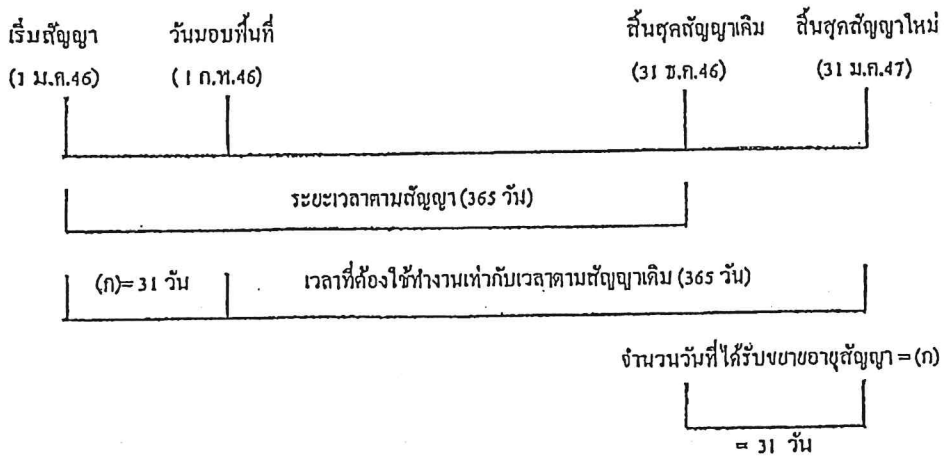 เริ่มสัญญา วันมอบพื้นที่ สิ้นสุดสัญญาเดิม สิ้นสุดสัญญาใหม่
(1 ม.ค.46) (1 ก.พ.46) (31 ธ.ค.46) (31 ม.ค.47)
ระยะเวลาตามสัญญา (365 วัน)
(ก)= 31 วัน เวลาที่ต้องใช้ทำงานเท่ากับเวลาตามสัญญาเดิม (365 วัน)
จำนวนวันที่ได้รับขยายอายุสัญญา = (ก)
= 31 วัน